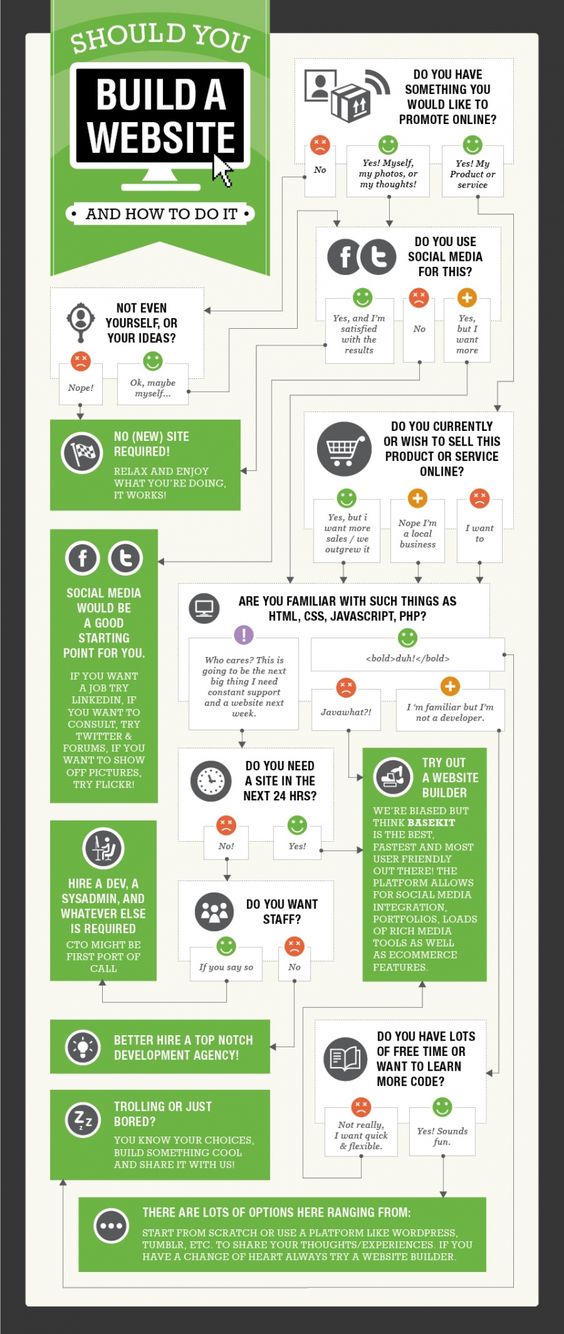 SHOULD YOU
BUILD A
WEBSITE
AND HOW TO DO IT
DO YOU HAVE
SOMETHING YOU
WOULD LIKE TO
PROMOTE ONLINE?
No
Yes! Myself,
my photos, or
my thoughts!
Yes! My
Product or
service
DO YOU USE
SOCIAL MEDIA
FOR THIS?
Yes, and I'm
satisfied
with the
results
No
Yes,
but I
want
more
NOT EVEN
YOURSELF, OR
YOUR IDEAS?
Nope!
Ok, maybe
myself...
NO (NEW) SITE
REQUIRED!
RELAX AND ENJOY
WHAT YOU'RE DOING,
IT WORKS!
DO YOU CURRENTLY
OR WISH TO SELL THIS
PRODUCT OR SERVICE
ONLINE?
Yes, but i
want more
sales / we
outgrew it
Nope I'm
a local
business
I want
to
SOCIAL MEDIA
WOULD BE
A GOOD
STARTING
POINT FOR YOU.
IF YOU WANT
A JOB TRY
LINKEDIN, IF
YOU WANT TO
CONSULT, TRY
TWITTER &
FORUMS, IF YOU
WANT TO SHOW
OFF PICTURES,
TRY FLICKR!
ARE YOU FAMILIAR WITH SUCH THINGS AS
HTML, CSS, JAVASCRIPT, PHP?
Who cares? This is
going to be the next
big thing I need
constant support
and a website next
week.
<bold>duh!</bold>
Javawhat?!
I 'm familiar but I'm
not a developer.
DO YOU NEED
A SITE IN THE
NEXT 24 HRS?
No!
Yes!
TRY OUT
A WEBSITE
BUILDER
WE'RE BIASED BUT
THINK BASEKIT
IS THE BEST,
FASTEST AND MOST
USER FRIENDLY
OUT THERE! THE
PLATFORM ALLOWS
FOR SOCIAL MEDIA
INTEGRATION,
PORTFOLIOS, LOADS
OF RICH MEDIA
TOOLS AS WELL
AS ECOMMERCE
FEATURES.
HIRE A DEV, A
SYSADMIN, AND
WHATEVER ELSE
IS REQUIRED
CTO MIGHT BE
FIRST PORT OF
CALL
DO YOU WANT
STAFF?
If you say so
No
BETTER HIRE A TOP NOTCH
DEVELOPMENT AGENCY!
DO YOU HAVE LOTS
OF FREE TIME OR
WANT TO LEARN
MORE CODE?
Not really,
I want quick
& flexible.
Yes! Sounds
fun.
TROLLING OR JUST
BORED?
YOU KNOW YOUR CHOICES,
BUILD SOMETHING COOL
AND SHARE IT WITH US!
THERE ARE LOTS OF OPTIONS HERE RANGING FROM:
START FROM SCRATCH OR USE A PLATFORM LIKE WORDPRESS,
TUMBLR, ETC. TO SHARE YOUR THOUGHTS/EXPERIENCES. IF YOU
HAVE A CHANGE OF HEART ALWAYS TRY A WEBSITE BUILDER.